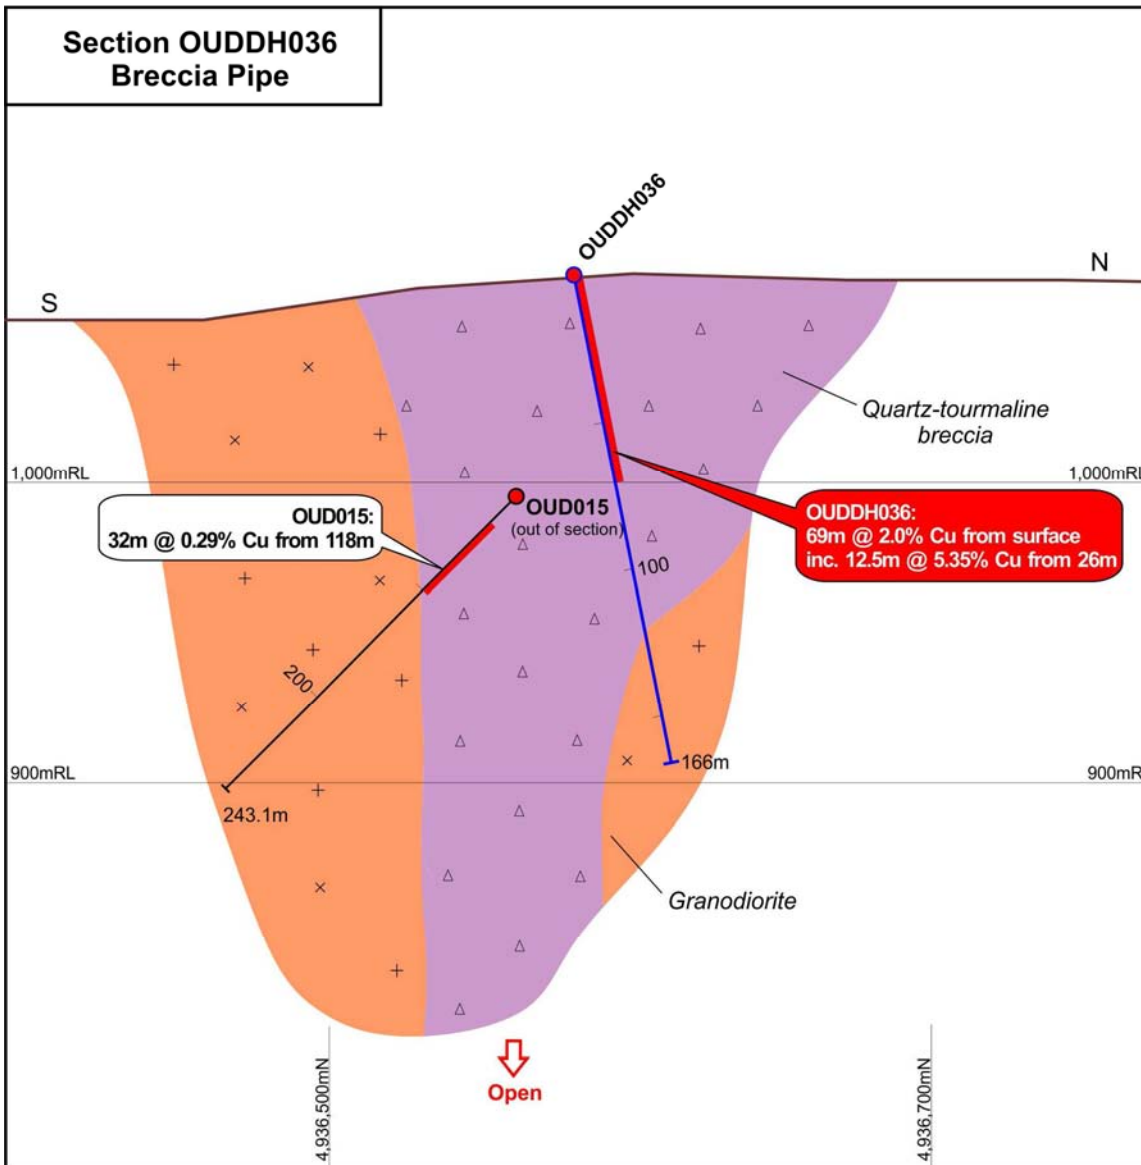 Section OUDDH036
Breccia Pipe
OUDDH036
S
N
Quartz-tourmaline
breccia
1,000mRL
1,000mRL
OUD015:
32m @ 0.29% Cu from 118m
OUD015
(out of section)
OUDDH036:
69m @ 2.0% Cu from surface
inc. 12.5m @ 5.35% Cu from 26m
100
200
166m
900mRL
900mRL
243.1m
Granodiorite
4,936,500mN
4,936,700mN
Open